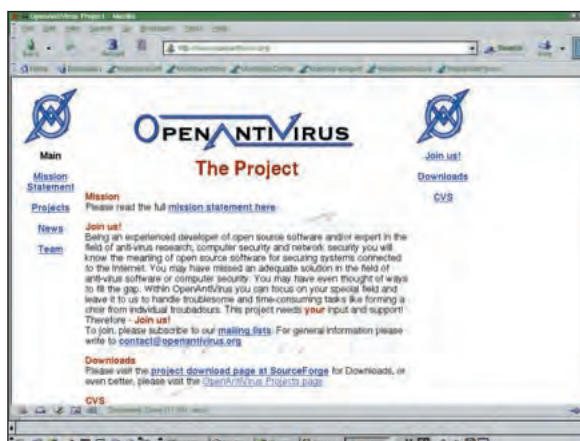 OpenAntiVirus Project - Mozilla
Search
Home
OPENANTIVIRUS
The Project
Main
Mission
Statement
Projects
News
Team
Join us!
Downloads
CVS
Mission
Please read the full mission statement here
Join us!
Being an experienced developer of open source software and/or expert in the
field of anti-virus research, computer security and network security you will
know the meaning of open source software for securing systems connected
to the Internet. You may have missed an adequate solution in the field of
anti-virus software or computer security. You may have even thought of ways
to fill the gap. Within OpenAntiVirus you can focus on your special field and
leave it to us to handle troublesome and time-consuming tasks like forming a
choir from individual troubadours. This project needs your input and support!
Therefore - Join us!
To join, please subscribe to our mailing lists. For general information please
write to contact@openantivirus.org
Downloads
Please visit the project download page at SourceForge for Downloads, or
even better, please visit the OpenAntiVirus Projects page
CVS